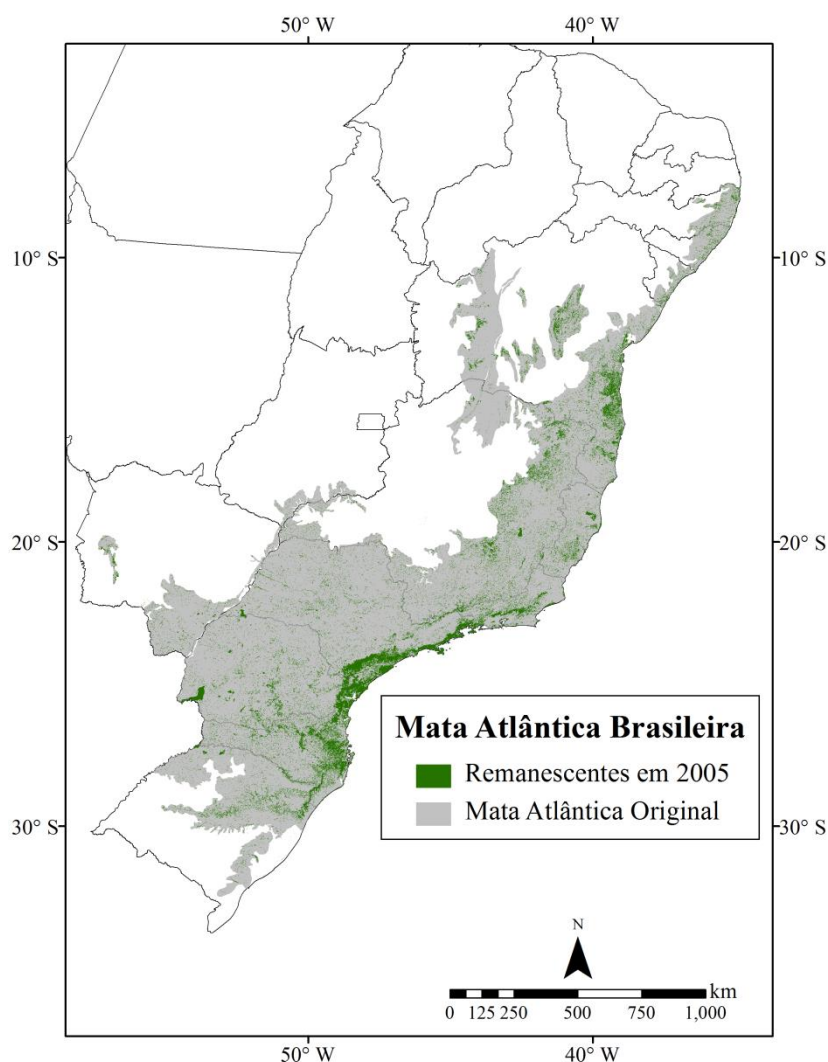 50° W 40° W
10° S 10° S
20° S 20° S
Mata Atlântica Brasileira
Remanescentes em 2005
Mata Atlântica Original
30° S 30° S
N
km
0 125 250 500 750 1,000
50° W 40° W